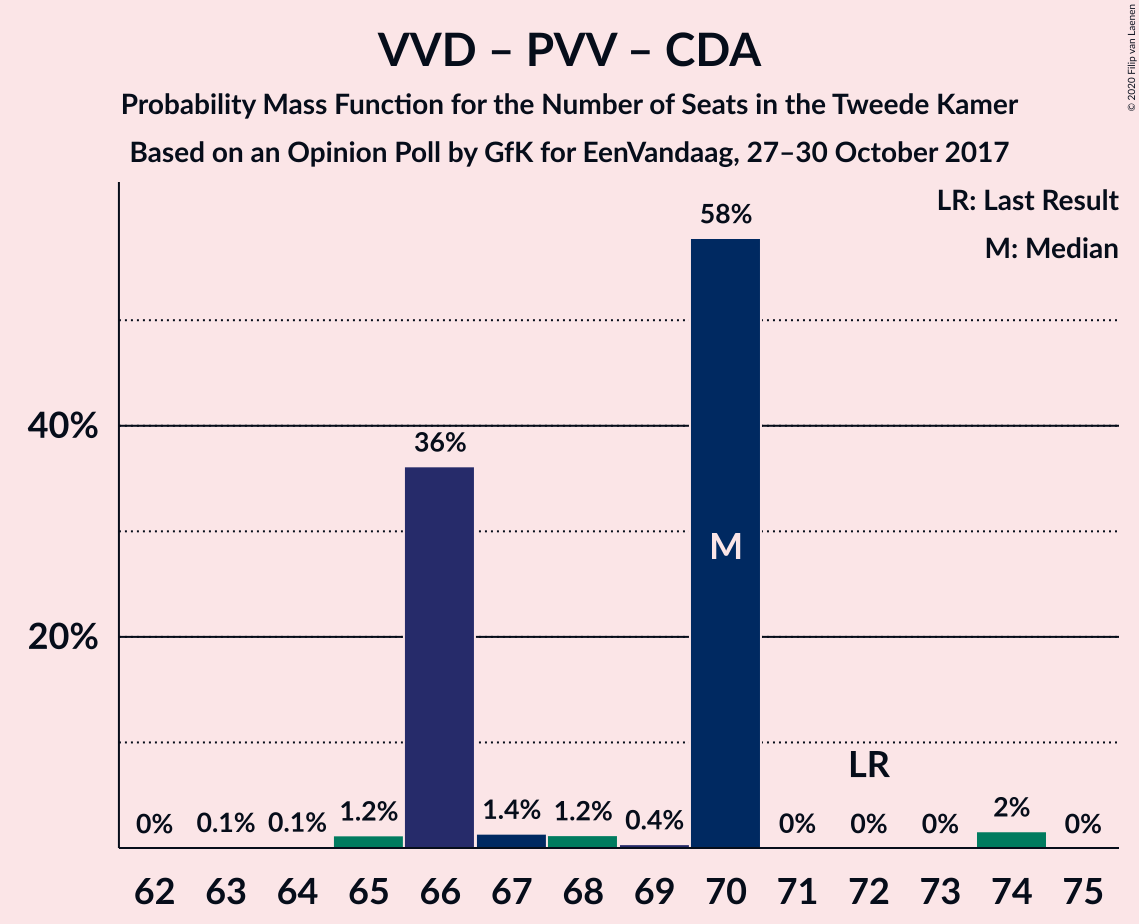 VVD – PVV – CDA
Probability Mass Function for the Number of Seats in the Tweede Kamer
Based on an Opinion Poll by GfK for EenVandaag, 27–30 October 2017
© 2020 Filip van Laenen
LR: Last Result
M: Median
58%
40%
36%
M
20%
LR
0% 0.1% 0.1% 1.2% 1.4% 1.2% 0.4% 0% 0% 0% 2% 0%
62 63 64 65 66 67 68 69 70 71 72 73 74 75